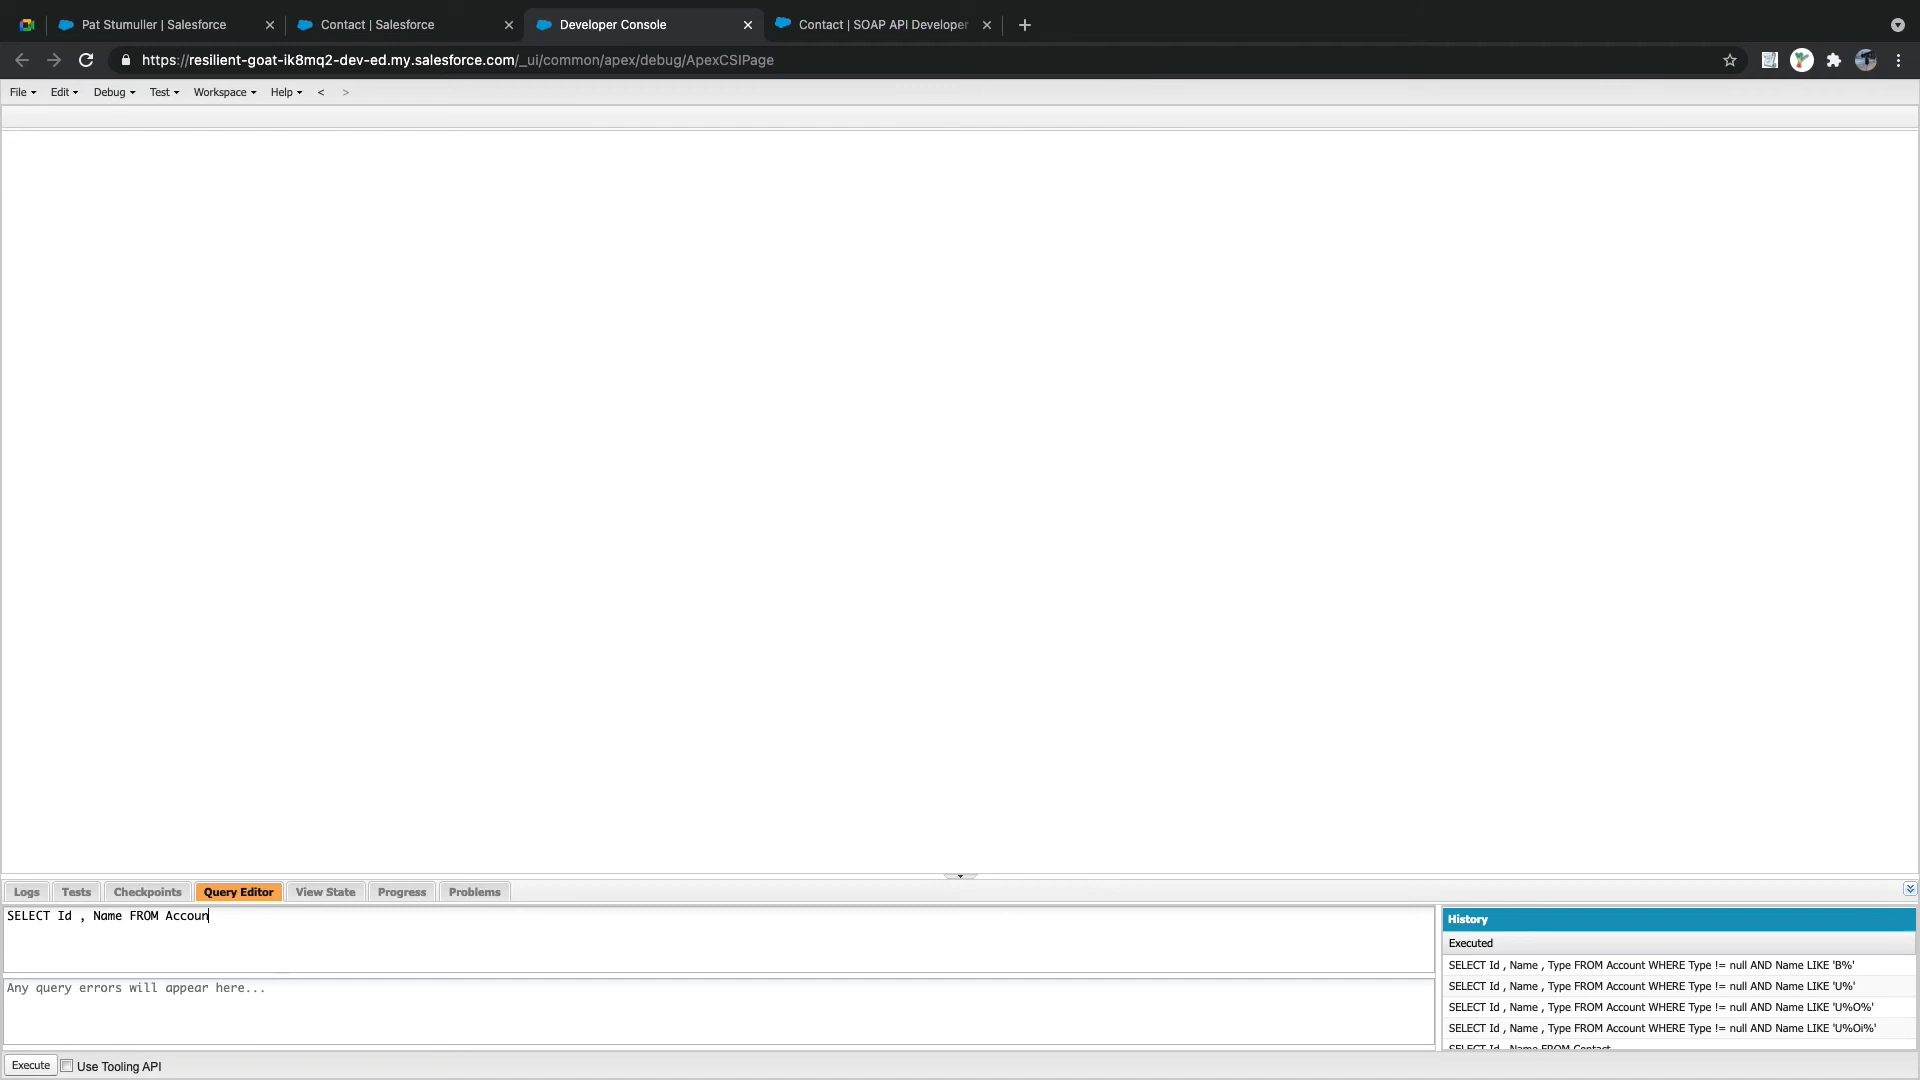 Pat Stumuller | Salesforce
Contact | Salesforce
Developer Console
Contact | SOAP API Developer
https://resilient-goat-ik8mq2-dev-ed.my.salesforce.com/_ui/common/apex/debug/ApexCSIPage
File Edit Debug Test Workspace Help < >
Logs Tests Checkpoints Query Editor View State Progress Problems
SELECT Id , Name FROM Accoun
Any query errors will appear here...
History
Executed
SELECT Id , Name , Type FROM Account WHERE Type != null AND Name LIKE 'B%'
SELECT Id , Name , Type FROM Account WHERE Type != null AND Name LIKE 'U%'
SELECT Id , Name , Type FROM Account WHERE Type != null AND Name LIKE 'U%O%'
SELECT Id , Name , Type FROM Account WHERE Type != null AND Name LIKE 'U%Oi%'
SELECT Id , Name FROM Contact
Execute Use Tooling API